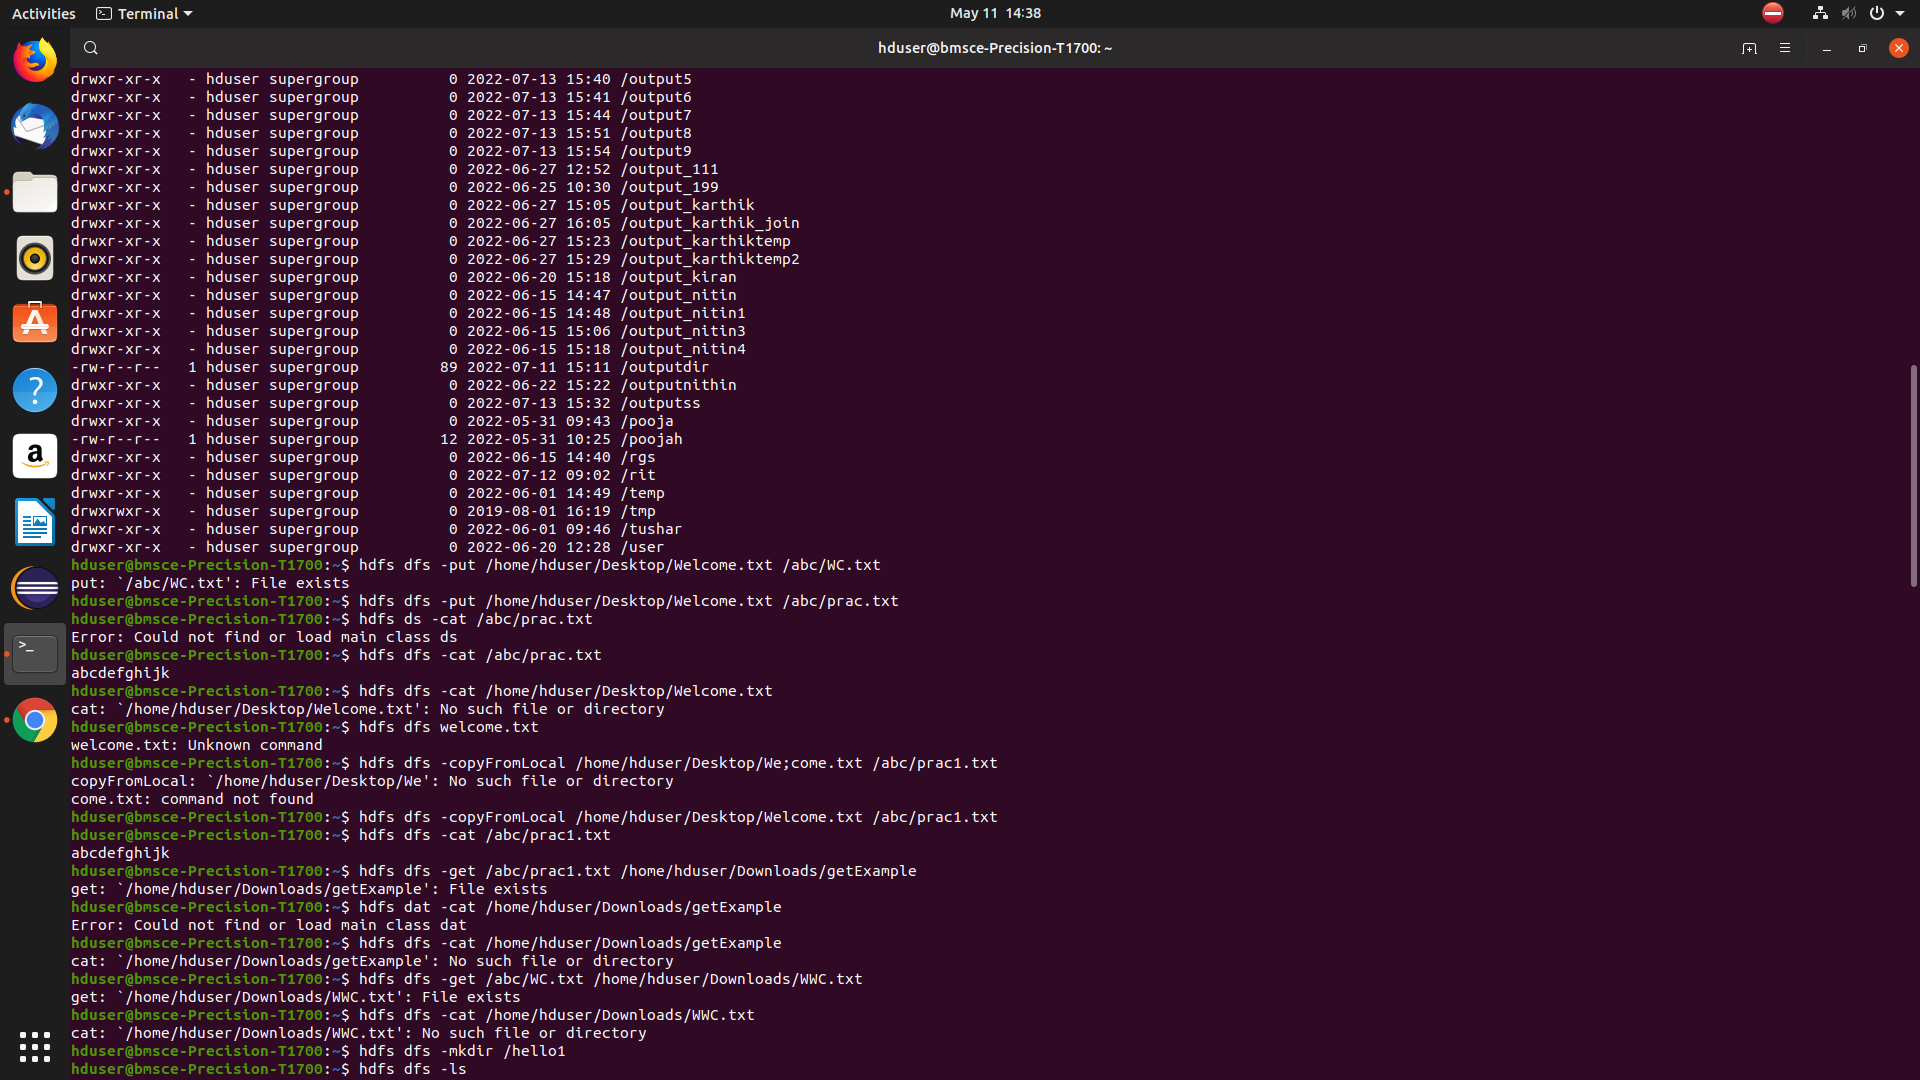 Activities
Terminal
May 11 14:38
hduser@bmsce-Precision-T1700: ~
drwxr-xr-x   - hduser supergroup          0 2022-07-13 15:40 /output5
drwxr-xr-x   - hduser supergroup          0 2022-07-13 15:41 /output6
drwxr-xr-x   - hduser supergroup          0 2022-07-13 15:44 /output7
drwxr-xr-x   - hduser supergroup          0 2022-07-13 15:51 /output8
drwxr-xr-x   - hduser supergroup          0 2022-07-13 15:54 /output9
drwxr-xr-x   - hduser supergroup          0 2022-06-27 12:52 /output_111
drwxr-xr-x   - hduser supergroup          0 2022-06-25 10:30 /output_199
drwxr-xr-x   - hduser supergroup          0 2022-06-27 15:05 /output_karthik
drwxr-xr-x   - hduser supergroup          0 2022-06-27 16:05 /output_karthik_join
drwxr-xr-x   - hduser supergroup          0 2022-06-27 15:23 /output_karthiktemp
drwxr-xr-x   - hduser supergroup          0 2022-06-27 15:29 /output_karthiktemp2
drwxr-xr-x   - hduser supergroup          0 2022-06-20 15:18 /output_kiran
drwxr-xr-x   - hduser supergroup          0 2022-06-15 14:47 /output_nitin
drwxr-xr-x   - hduser supergroup          0 2022-06-15 14:48 /output_nitin1
drwxr-xr-x   - hduser supergroup          0 2022-06-15 15:06 /output_nitin3
drwxr-xr-x   - hduser supergroup          0 2022-06-15 15:18 /output_nitin4
-rw-r--r--   1 hduser supergroup         89 2022-07-11 15:11 /outputdir
drwxr-xr-x   - hduser supergroup          0 2022-06-22 15:22 /outputnithin
drwxr-xr-x   - hduser supergroup          0 2022-07-13 15:32 /outputss
drwxr-xr-x   - hduser supergroup          0 2022-05-31 09:43 /pooja
-rw-r--r--   1 hduser supergroup         12 2022-05-31 10:25 /poojah
drwxr-xr-x   - hduser supergroup          0 2022-06-15 14:40 /rgs
drwxr-xr-x   - hduser supergroup          0 2022-07-12 09:02 /rit
drwxr-xr-x   - hduser supergroup          0 2022-06-01 14:49 /temp
drwxrwxr-x   - hduser supergroup          0 2019-08-01 16:19 /tmp
drwxr-xr-x   - hduser supergroup          0 2022-06-01 09:46 /tushar
drwxr-xr-x   - hduser supergroup          0 2022-06-20 12:28 /user
hduser@bmsce-Precision-T1700:~$ hdfs dfs -put /home/hduser/Desktop/Welcome.txt /abc/WC.txt
put: `/abc/WC.txt': File exists
hduser@bmsce-Precision-T1700:~$ hdfs dfs -put /home/hduser/Desktop/Welcome.txt /abc/prac.txt
hduser@bmsce-Precision-T1700:~$ hdfs ds -cat /abc/prac.txt
Error: Could not find or load main class ds
hduser@bmsce-Precision-T1700:~$ hdfs dfs -cat /abc/prac.txt
abcdefghijk
hduser@bmsce-Precision-T1700:~$ hdfs dfs -cat /home/hduser/Desktop/Welcome.txt
cat: `/home/hduser/Desktop/Welcome.txt': No such file or directory
hduser@bmsce-Precision-T1700:~$ hdfs dfs welcome.txt
welcome.txt: Unknown command
hduser@bmsce-Precision-T1700:~$ hdfs dfs -copyFromLocal /home/hduser/Desktop/We;come.txt /abc/prac1.txt
copyFromLocal: `/home/hduser/Desktop/We': No such file or directory
come.txt: command not found
hduser@bmsce-Precision-T1700:~$ hdfs dfs -copyFromLocal /home/hduser/Desktop/Welcome.txt /abc/prac1.txt
hduser@bmsce-Precision-T1700:~$ hdfs dfs -cat /abc/prac1.txt
abcdefghijk
hduser@bmsce-Precision-T1700:~$ hdfs dfs -get /abc/prac1.txt /home/hduser/Downloads/getExample
get: `/home/hduser/Downloads/getExample': File exists
hduser@bmsce-Precision-T1700:~$ hdfs dat -cat /home/hduser/Downloads/getExample
Error: Could not find or load main class dat
hduser@bmsce-Precision-T1700:~$ hdfs dfs -cat /home/hduser/Downloads/getExample
cat: `/home/hduser/Downloads/getExample': No such file or directory
hduser@bmsce-Precision-T1700:~$ hdfs dfs -get /abc/WC.txt /home/hduser/Downloads/WWC.txt
get: `/home/hduser/Downloads/WWC.txt': File exists
hduser@bmsce-Precision-T1700:~$ hdfs dfs -cat /home/hduser/Downloads/WWC.txt
cat: `/home/hduser/Downloads/WWC.txt': No such file or directory
hduser@bmsce-Precision-T1700:~$ hdfs dfs -mkdir /hello1
hduser@bmsce-Precision-T1700:~$ hdfs dfs -ls